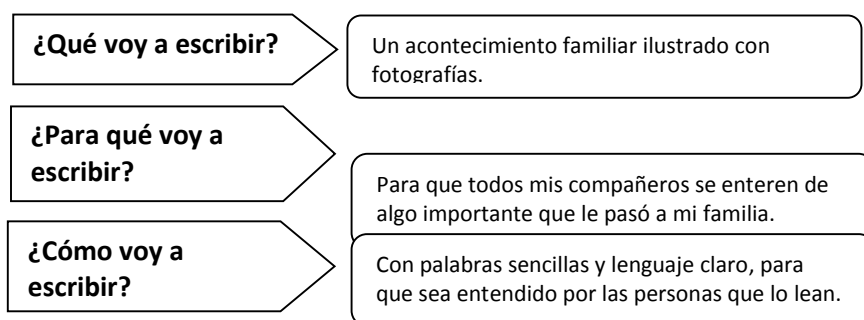 ¿Qué voy a escribir?
Un acontecimiento familiar ilustrado con
fotografías.
¿Para qué voy a
escribir?
Para que todos mis compañeros se enteren de
algo importante que le pasó a mi familia.
¿Cómo voy a
escribir?
Con palabras sencillas y lenguaje claro, para
que sea entendido por las personas que lo lean.